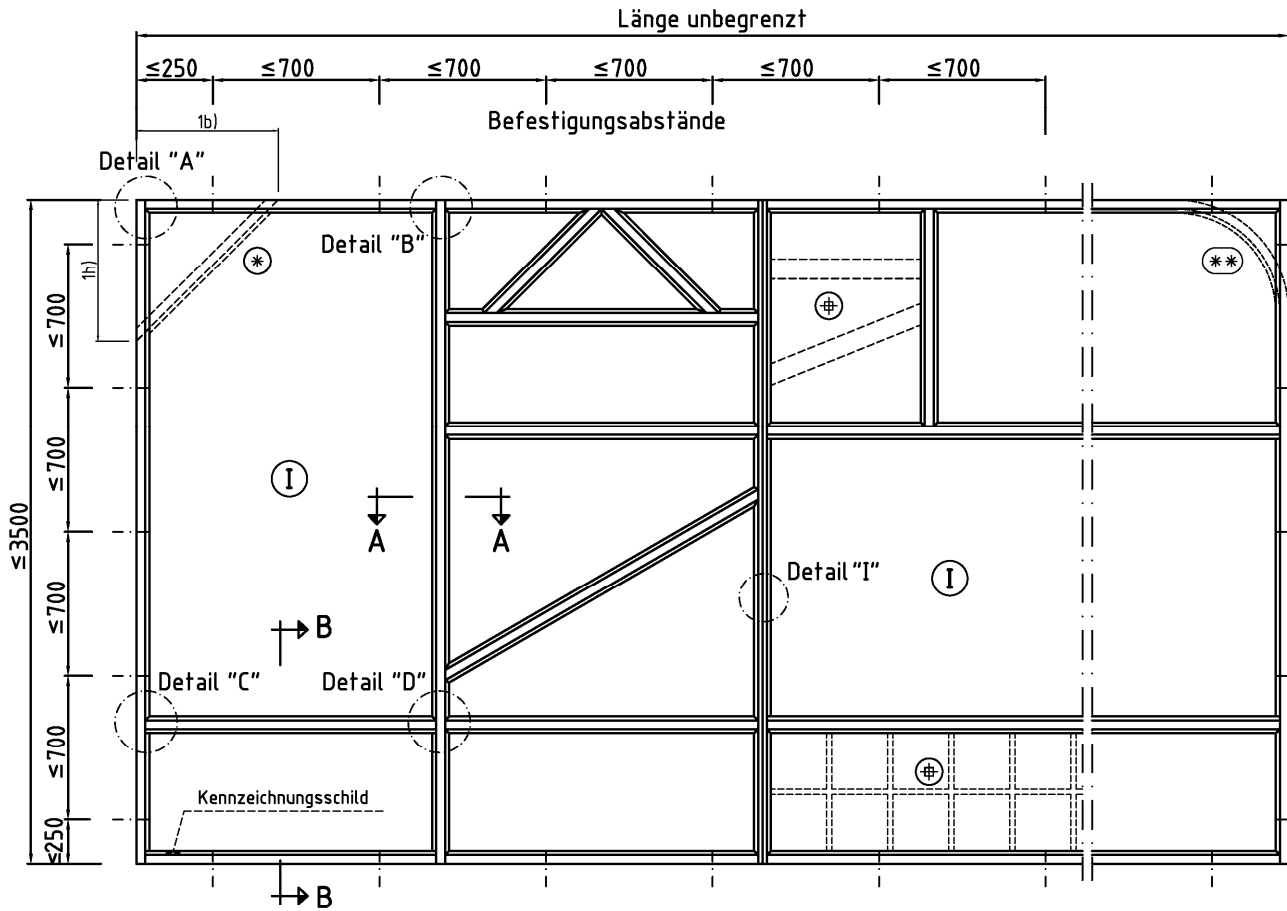 Länge unbegrenzt
≤250 ≤700 ≤700 ≤700 ≤700 ≤700
Befestigungsabstände
1b)
Detail "A"
Detail "B"
1h)
* **
≤700
≤700
≤3500
I
A A
Detail "I"
I
≤700
B
Detail "C" Detail "D"
≤700
Kennzeichnungsschild
≤250
B